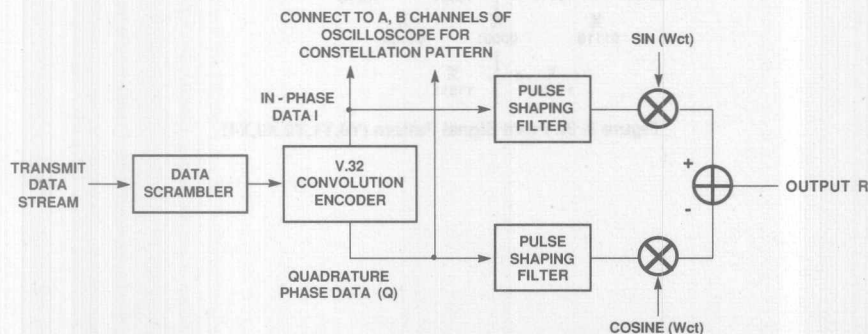 CONNECT TO A, B CHANNELS OF
OSCILLOSCOPE FOR
CONSTELLATION PATTERN
SIN (Wct)
IN - PHASE
DATA I
PULSE
SHAPING
FILTER
TRANSMIT
DATA
STREAM
DATA
SCRAMBLER
V.32
CONVOLUTION
ENCODER
+
-
OUTPUT R
QUADRATURE
PHASE DATA (Q)
PULSE
SHAPING
FILTER
COSINE (Wct)